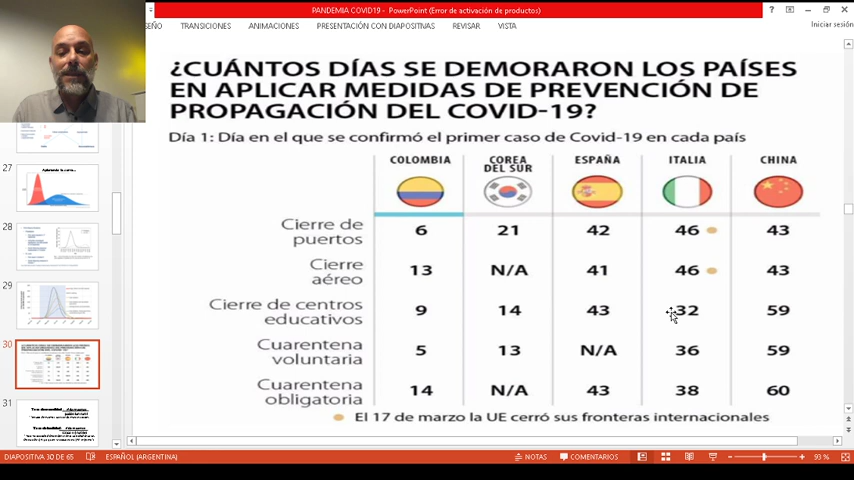 PANDEMIA COVID19 - PowerPoint (Error de activación de productos)
SEÑO TRANSICIONES ANIMACIONES PRESENTACIÓN CON DIAPOSITIVAS REVISAR VISTA
Iniciar sesión
¿CUÁNTOS DÍAS SE DEMORARON LOS PAÍSES
EN APLICAR MEDIDAS DE PREVENCIÓN DE
PROPAGACIÓN DEL COVID-19?
Día 1: Día en el que se confirmó el primer caso de Covid-19 en cada país
COLOMBIA COREA DEL SUR ESPAÑA ITALIA CHINA
Cierre de puertos 6 21 42 46 43
Cierre aéreo 13 N/A 41 46 43
Cierre de centros educativos 9 14 43 32 59
Cuarentena voluntaria 5 13 N/A 36 59
Cuarentena obligatoria 14 N/A 43 38 60
El 17 de marzo la UE cerró sus fronteras internacionales
27
28
29
30
31
DIAPOSITIVA 30 DE 65 ESPAÑOL (ARGENTINA) NOTAS COMENTARIOS 93 %